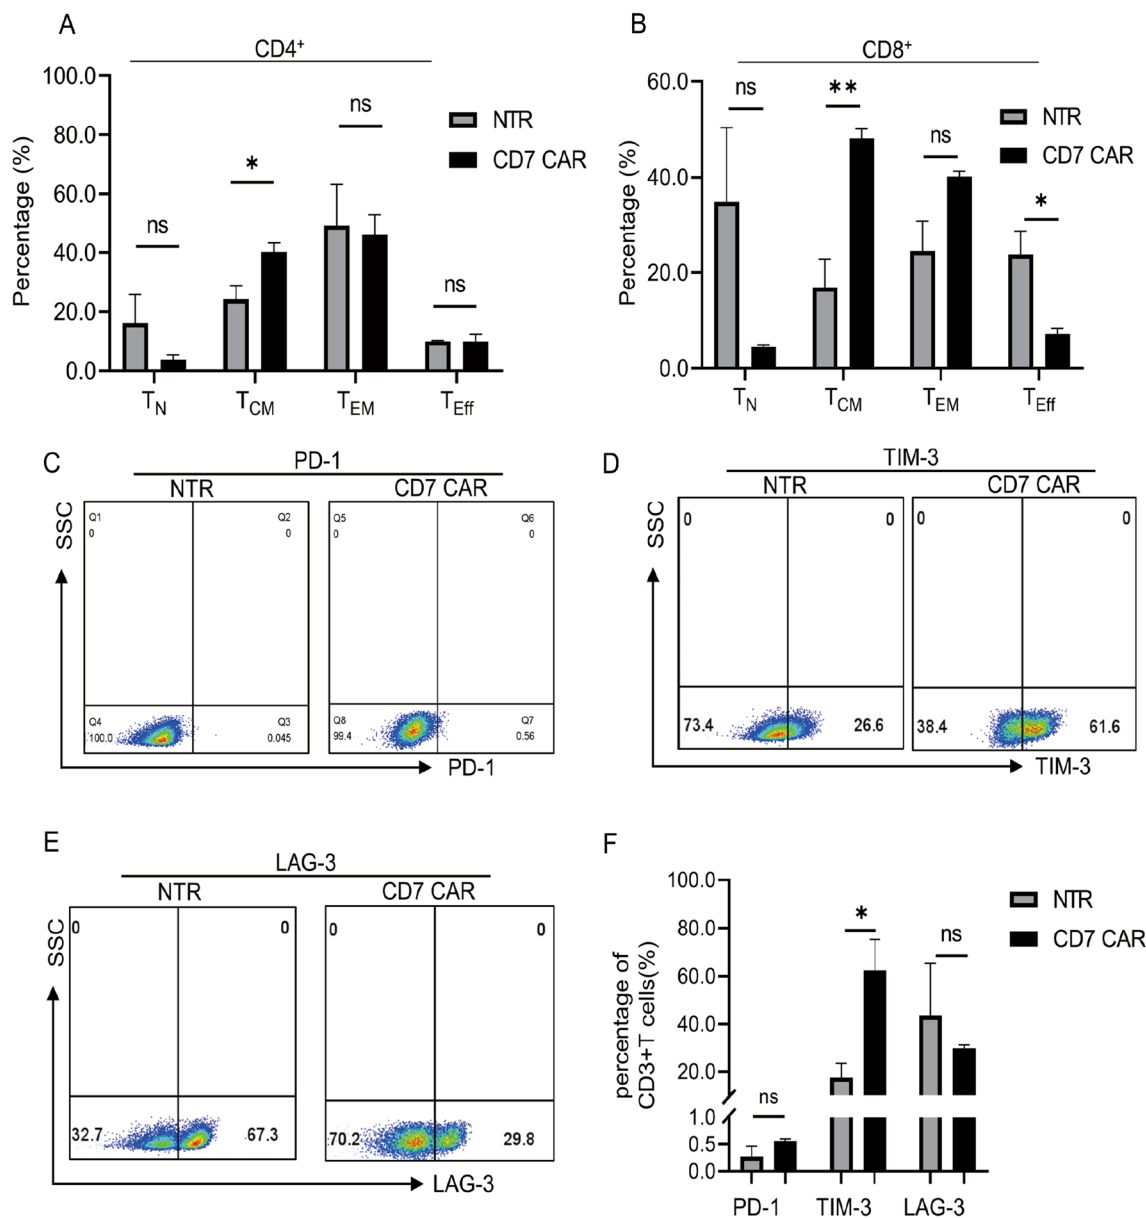 A
CD4+
100.0
80.0
60.0
40.0
20.0
0.0
Percentage (%)
ns
*
ns
ns
NTR
CD7 CAR
TN
TCM
TEM
TEff
B
CD8+
60.0
40.0
20.0
0.0
Percentage (%)
ns
**
ns
*
NTR
CD7 CAR
TN
TCM
TEM
TEff
C
PD-1
NTR
CD7 CAR
SSC
Q1
0
Q2
0
Q4
100.0
Q3
0.045
Q5
0
Q6
0
Q8
99.4
Q7
0.56
PD-1
D
TIM-3
NTR
CD7 CAR
SSC
0
0
73.4
26.6
0
0
38.4
61.6
TIM-3
E
LAG-3
NTR
CD7 CAR
SSC
0
0
32.7
67.3
0
0
70.2
29.8
LAG-3
F
100.0
80.0
60.0
40.0
20.0
1.0
0.5
0.0
percentage of
CD3+T cells(%)
ns
*
ns
NTR
CD7 CAR
PD-1
TIM-3
LAG-3